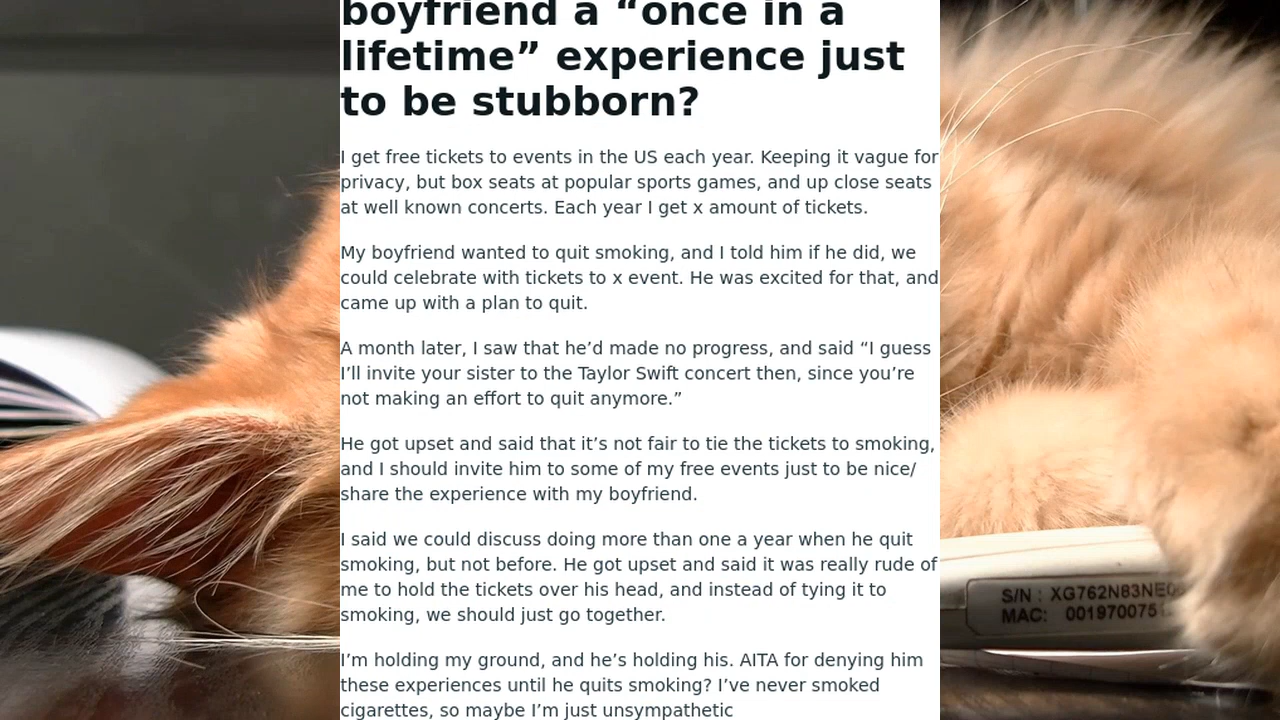 boyfriend a “once in a
lifetime” experience just
to be stubborn?
I get free tickets to events in the US each year. Keeping it vague for
privacy, but box seats at popular sports games, and up close seats
at well known concerts. Each year I get x amount of tickets.
My boyfriend wanted to quit smoking, and I told him if he did, we
could celebrate with tickets to x event. He was excited for that, and
came up with a plan to quit.
A month later, I saw that he’d made no progress, and said “I guess
I’ll invite your sister to the Taylor Swift concert then, since you’re
not making an effort to quit anymore.”
He got upset and said that it’s not fair to tie the tickets to smoking,
and I should invite him to some of my free events just to be nice/
share the experience with my boyfriend.
I said we could discuss doing more than one a year when he quit
smoking, but not before. He got upset and said it was really rude of
me to hold the tickets over his head, and instead of tying it to
smoking, we should just go together.
I’m holding my ground, and he’s holding his. AITA for denying him
these experiences until he quits smoking? I’ve never smoked
cigarettes, so maybe I’m just unsympathetic
S/N :
MAC: